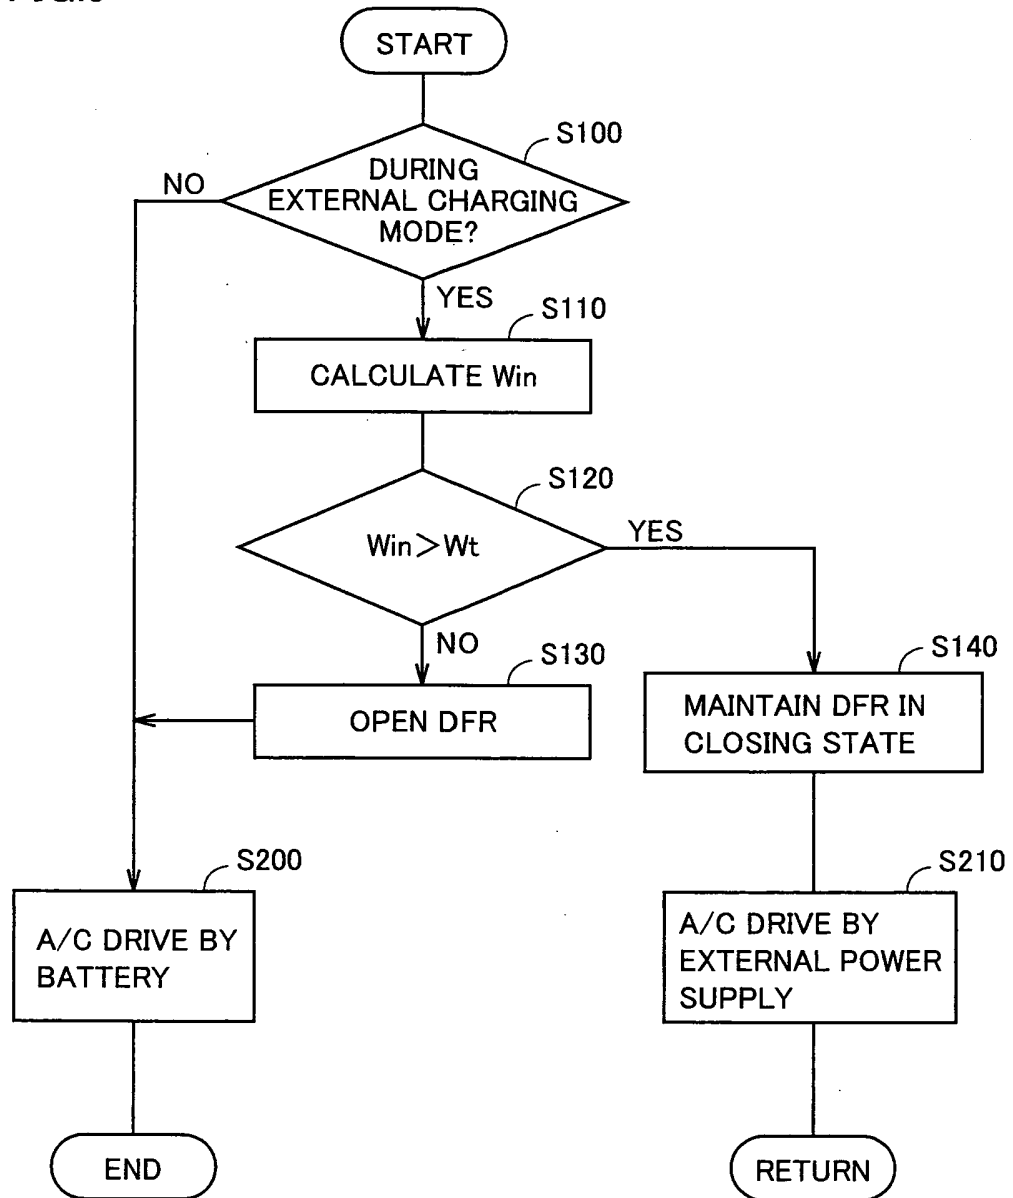 START
S100
DURING
EXTERNAL CHARGING
MODE?
NO
YES
S110
CALCULATE Win
S120
Win＞Wt
YES
NO
S130
OPEN DFR
S140
MAINTAIN DFR IN
CLOSING STATE
S200
A/C DRIVE BY
BATTERY
S210
A/C DRIVE BY
EXTERNAL POWER
SUPPLY
END
RETURN